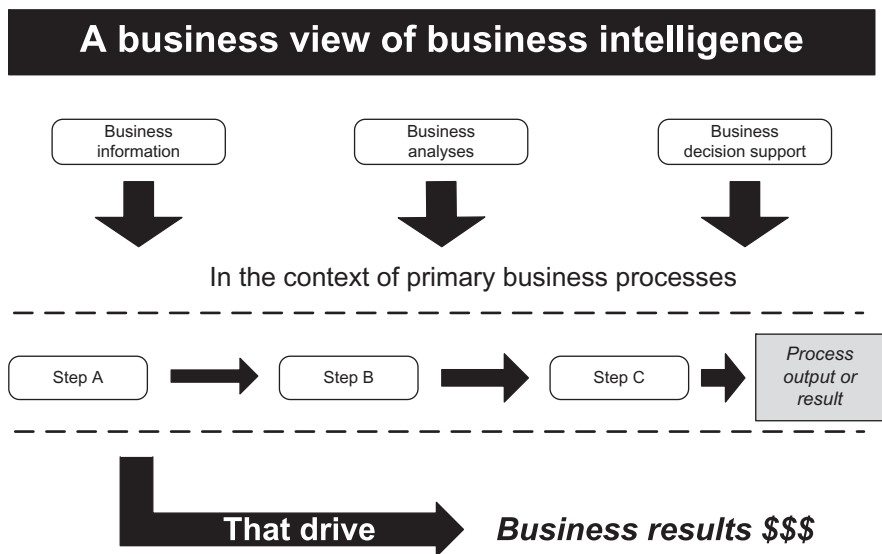 A business view of business intelligence
Business
information
Business
analyses
Business
decision support
In the context of primary business processes
Step A
Step B
Step C
Process
output or
result
That drive
Business results $$$